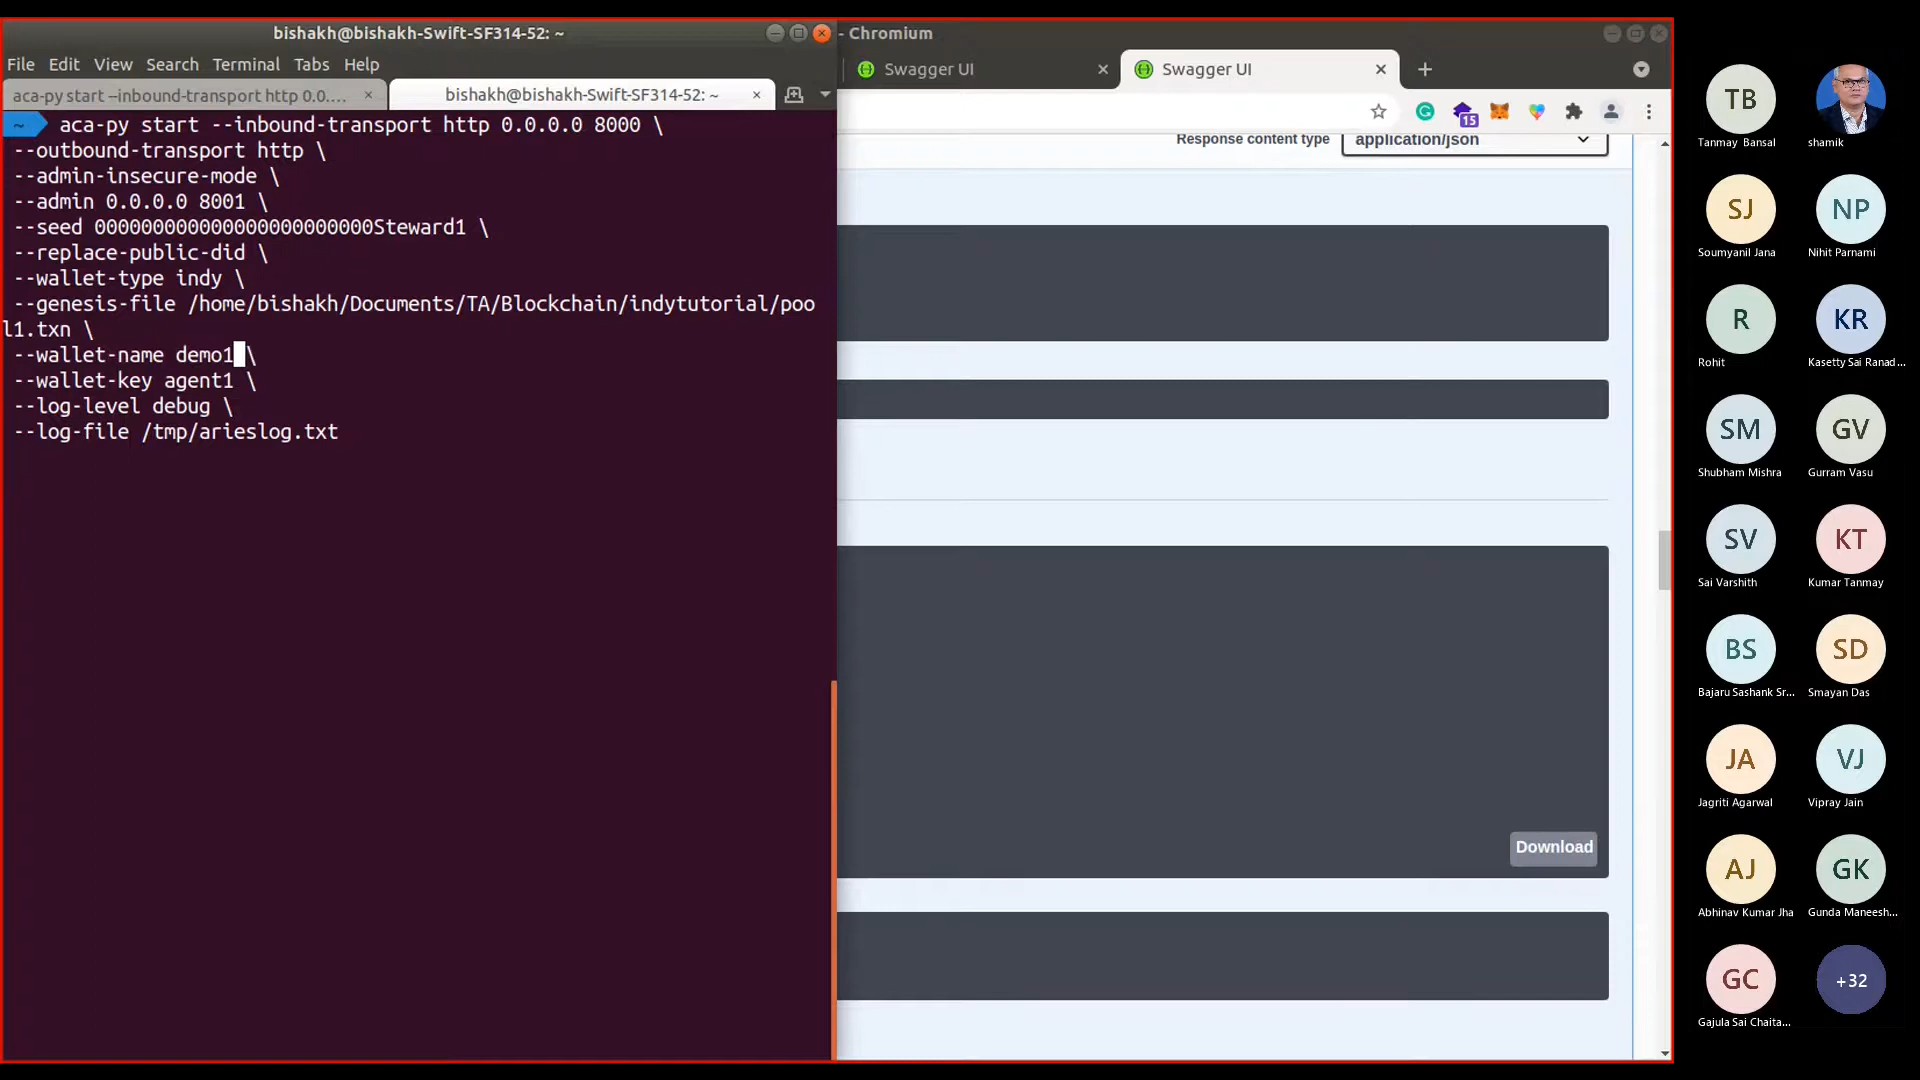 bishakh@bishakh-Swift-SF314-52: ~
File Edit View Search Terminal Tabs Help
aca-py start --inbound-transport http 0.0....
bishakh@bishakh-Swift-SF314-52: ~
~ aca-py start --inbound-transport http 0.0.0.0 8000 \
--outbound-transport http \
--admin-insecure-mode \
--admin 0.0.0.0 8001 \
--seed 000000000000000000000000Steward1 \
--replace-public-did \
--wallet-type indy \
--genesis-file /home/bishakh/Documents/TA/Blockchain/indytutorial/poo
l1.txn \
--wallet-name demo1 \
--wallet-key agent1 \
--log-level debug \
--log-file /tmp/arieslog.txt
- Chromium
Swagger UI
Swagger UI
15
Response content type
application/json
Download
TB
Tanmay Bansal
shamik
SJ
Soumyanil Jana
NP
Nihit Parnami
R
Rohit
KR
Kasetty Sai Ranad...
SM
Shubham Mishra
GV
Gurram Vasu
SV
Sai Varshith
KT
Kumar Tanmay
BS
Bajaru Sashank Sr...
SD
Smayan Das
JA
Jagriti Agarwal
VJ
Vipray Jain
AJ
Abhinav Kumar Jha
GK
Gunda Maneesh...
GC
Gajula Sai Chaita...
+32